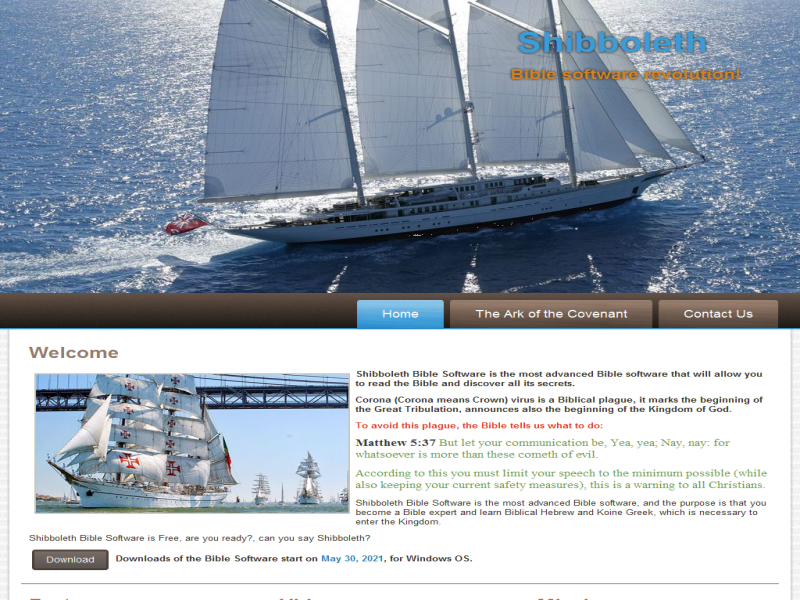 Shibboleth
Bible software revolution!
Home
The Ark of the Covenant
Contact Us
Welcome
Shibboleth Bible Software is the most advanced Bible software that will allow you
to read the Bible and discover all its secrets.
Corona (Corona means Crown) virus is a Biblical plague, it marks the beginning of
the Great Tribulation, announces also the beginning of the Kingdom of God.
To avoid this plague, the Bible tells us what to do:
Matthew 5:37 But let your communication be, Yea, yea; Nay, nay: for
whatsoever is more than these cometh of evil.
According to this you must limit your speech to the minimum possible (while
also keeping your current safety measures), this is a warning to all Christians.
Shibboleth Bible Software is the most advanced Bible software, and the purpose is that you
become a Bible expert and learn Biblical Hebrew and Koine Greek, which is necessary to
enter the Kingdom.
Shibboleth Bible Software is Free, are you ready?, can you say Shibboleth?
Download
Downloads of the Bible Software start on May 30, 2021, for Windows OS.